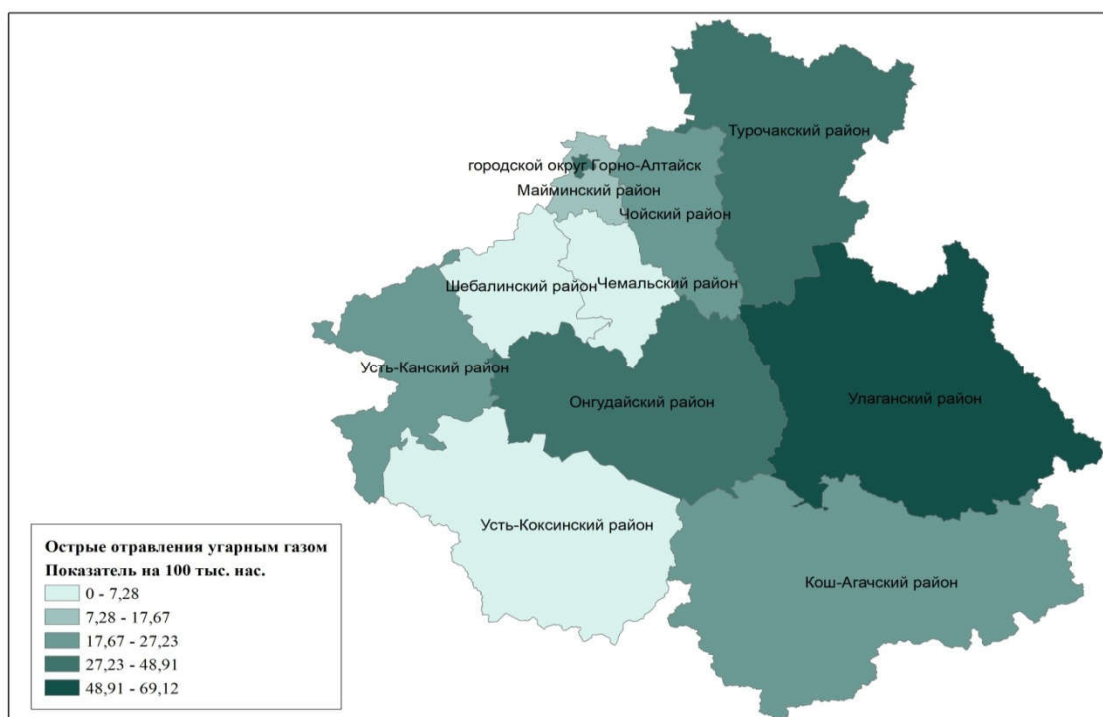 Турочакский район
городской округ Горно-Алтайск
Майминский район
Чойский район
Шебалинский район
Чемальский район
Усть-Канский район
Онгудайский район
Улаганский район
Усть-Коксинский район
Кош-Агачский район
Острые отравления угарным газом
Показатель на 100 тыс. нас.
0 - 7,28
7,28 - 17,67
17,67 - 27,23
27,23 - 48,91
48,91 - 69,12